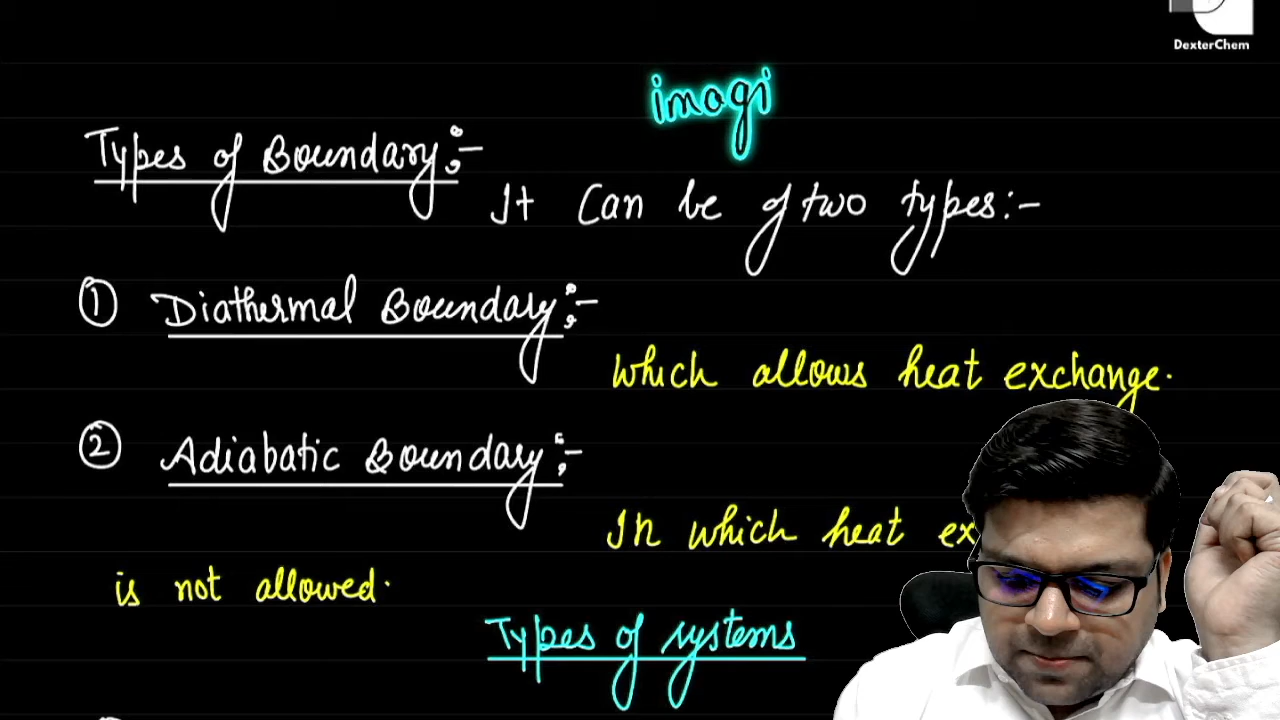 DexterChem
imagi
Types of Boundary:-
It Can be of two types:-
① Diathermal Boundary:-
Which allows heat exchange.
② Adiabatic Boundary:-
In which heat ex
is not allowed.
Types of systems